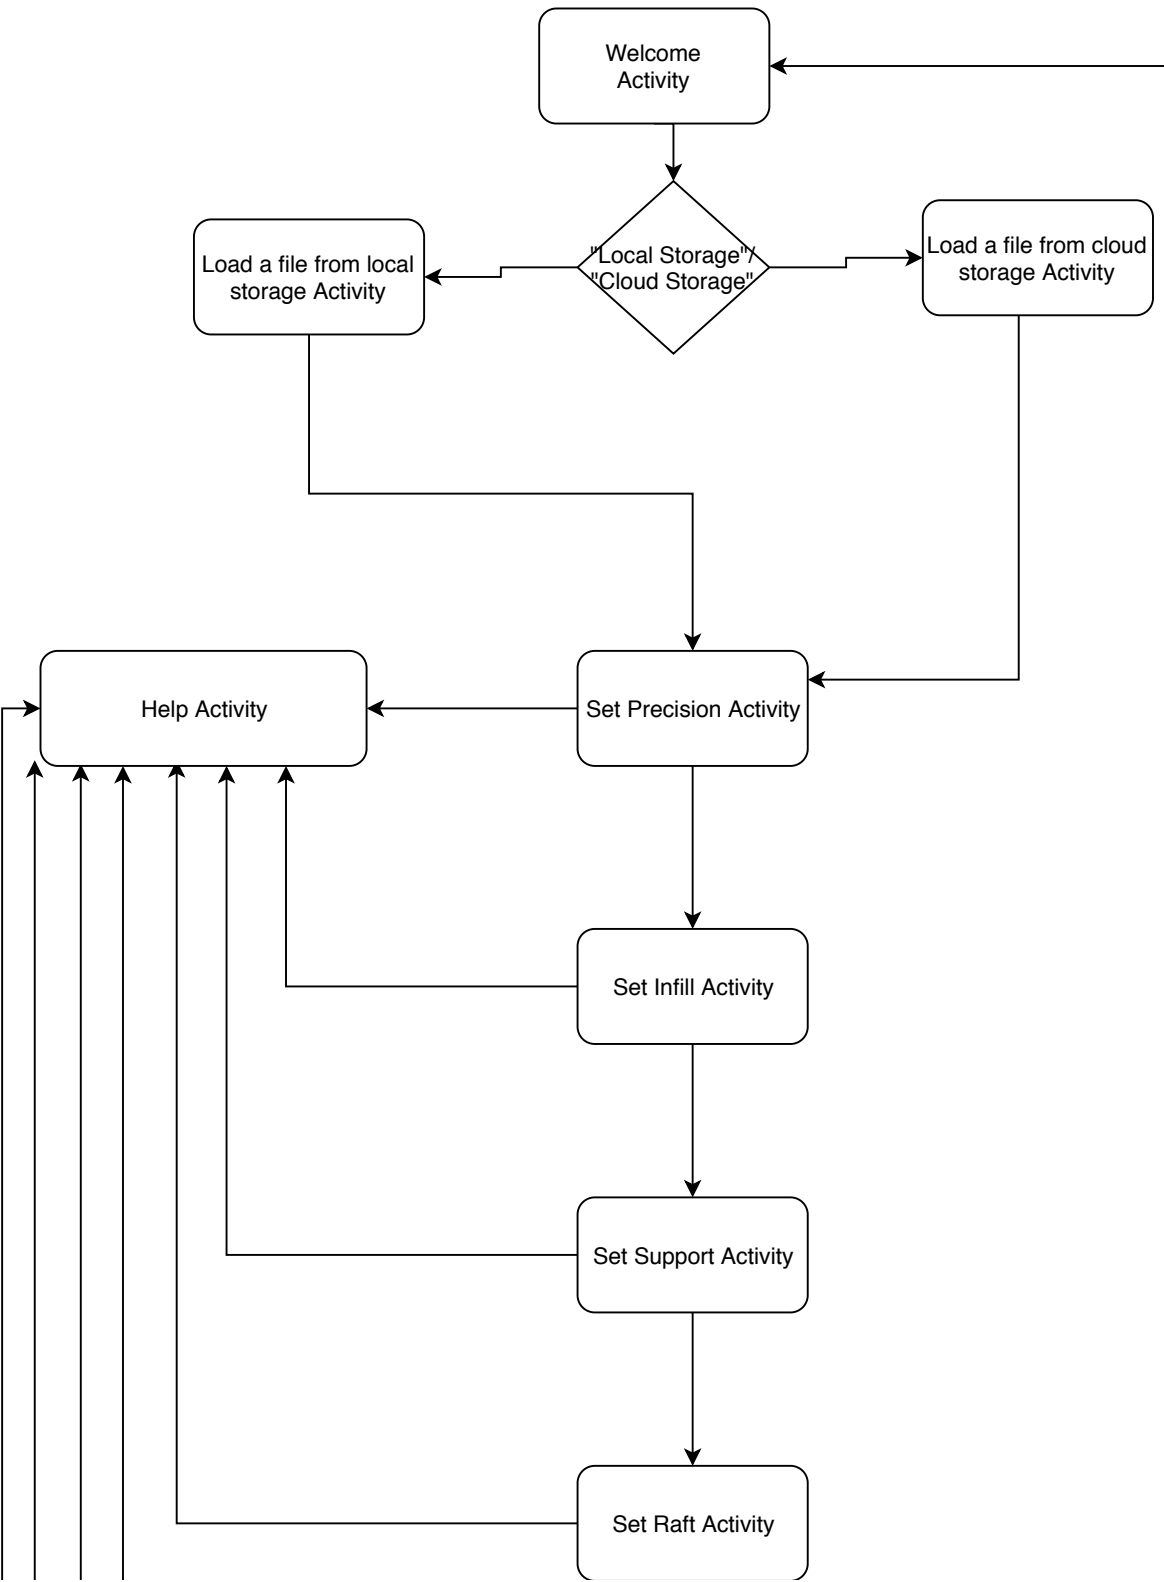 Welcome
Activity
Load a file from local
storage Activity
"Local Storage"/
"Cloud Storage"
Load a file from cloud
storage Activity
Help Activity
Set Precision Activity
Set Infill Activity
Set Support Activity
Set Raft Activity